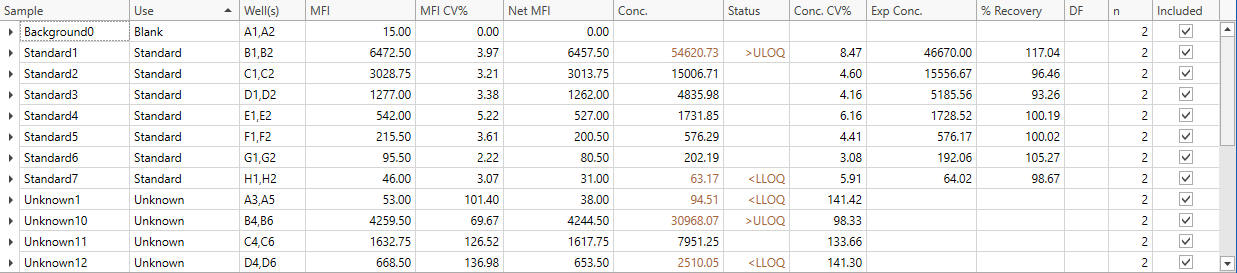 Sample Use Well(s) MFI MFI CV% Net MFI Conc. Status Conc. CV% Exp Conc. % Recovery DF n Included
Background0 Blank A1,A2 15.00 0.00 0.00 2
Standard1 Standard B1,B2 6472.50 3.97 6457.50 54620.73 >ULOQ 8.47 46670.00 117.04 2
Standard2 Standard C1,C2 3028.75 3.21 3013.75 15006.71 4.60 15556.67 96.46 2
Standard3 Standard D1,D2 1277.00 3.38 1262.00 4835.98 4.16 5185.56 93.26 2
Standard4 Standard E1,E2 542.00 5.22 527.00 1731.85 6.16 1728.52 100.19 2
Standard5 Standard F1,F2 215.50 3.61 200.50 576.29 4.41 576.17 100.02 2
Standard6 Standard G1,G2 95.50 2.22 80.50 202.19 3.08 192.06 105.27 2
Standard7 Standard H1,H2 46.00 3.07 31.00 63.17 <LLOQ 5.91 64.02 98.67 2
Unknown1 Unknown A3,A5 53.00 101.40 38.00 94.51 <LLOQ 141.42 2
Unknown10 Unknown B4,B6 4259.50 69.67 4244.50 30968.07 >ULOQ 98.33 2
Unknown11 Unknown C4,C6 1632.75 126.52 1617.75 7951.25 133.66 2
Unknown12 Unknown D4,D6 668.50 136.98 653.50 2510.05 <LLOQ 141.30 2